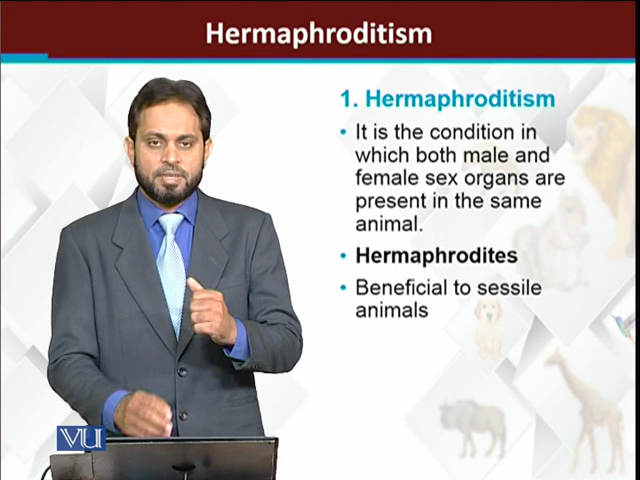 Hermaphroditism
1. Hermaphroditism
• It is the condition in
which both male and
female sex organs are
present in the same
animal.
• Hermaphrodites
• Beneficial to sessile
animals
VU